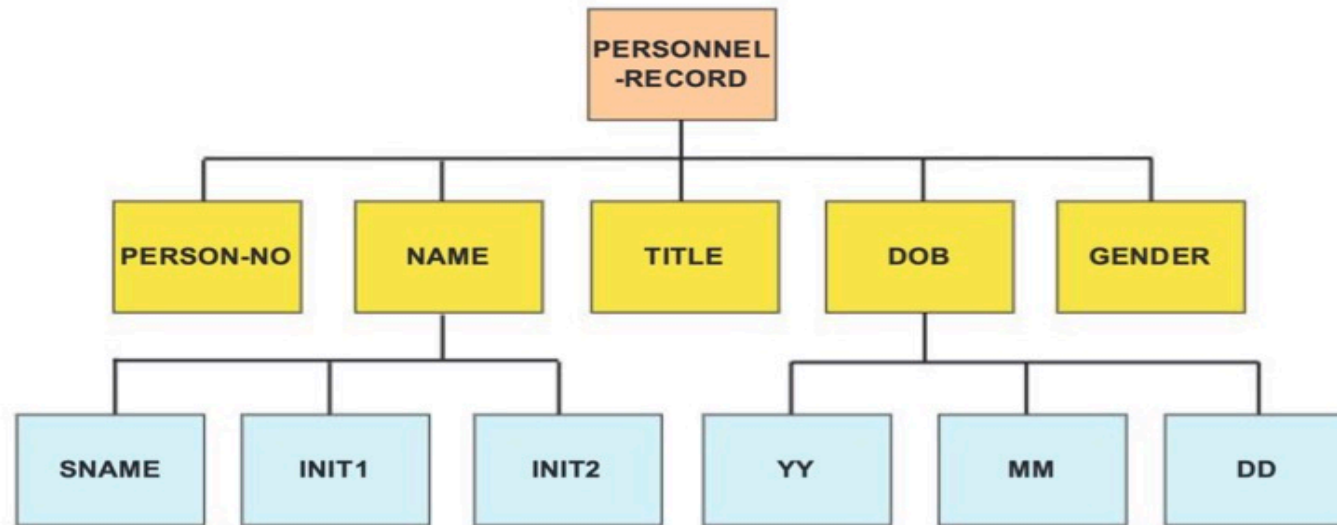 PERSONNEL
-RECORD
PERSON-NO
NAME
TITLE
DOB
GENDER
SNAME
INIT1
INIT2
YY
MM
DD